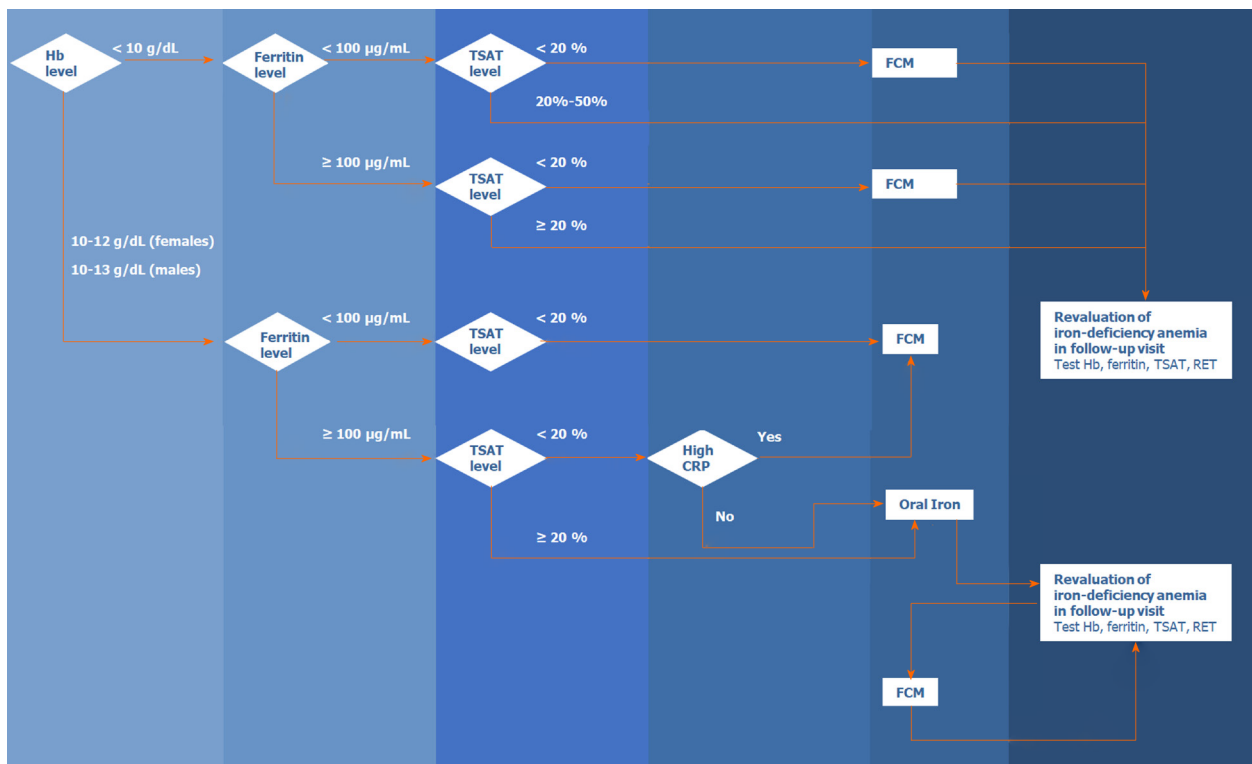 Hb
level
< 10 g/dL
Ferritin
level
< 100 µg/mL
TSAT
level
< 20 %
FCM
20%-50%
≥ 100 µg/mL
TSAT
level
< 20 %
FCM
≥ 20 %
10-12 g/dL (females)
10-13 g/dL (males)
Ferritin
level
< 100 µg/mL
TSAT
level
< 20 %
FCM
Revaluation of
iron-deficiency anemia
in follow-up visit
Test Hb, ferritin, TSAT, RET
≥ 100 µg/mL
TSAT
level
< 20 %
High
CRP
Yes
No
Oral Iron
≥ 20 %
Revaluation of
iron-deficiency anemia
in follow-up visit
Test Hb, ferritin, TSAT, RET
FCM